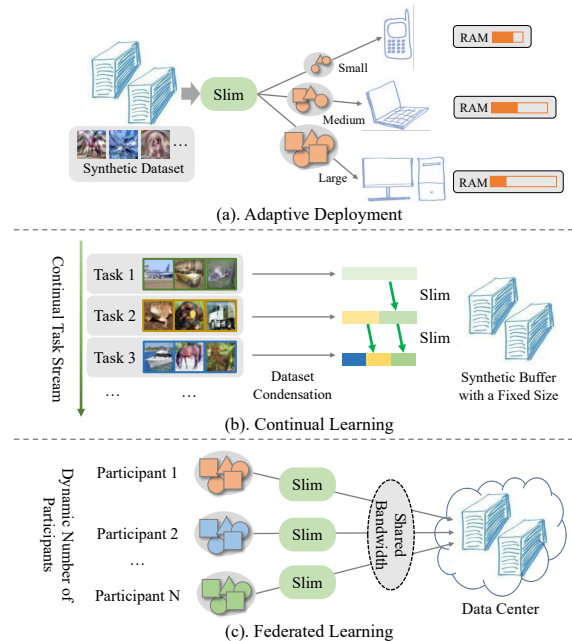 RAM
Slim
Small
RAM
Medium
...
Synthetic Dataset
Large
RAM
(a). Adaptive Deployment
Continual Task Stream
Task 1
Slim
Task 2
Slim
Task 3
...
...
Dataset
Condensation
Synthetic Buffer
with a Fixed Size
(b). Continual Learning
Dynamic Number of
Participants
Participant 1
Slim
Participant 2
Slim
...
Shared
Bandwidth
Participant N
Slim
Data Center
(c). Federated Learning